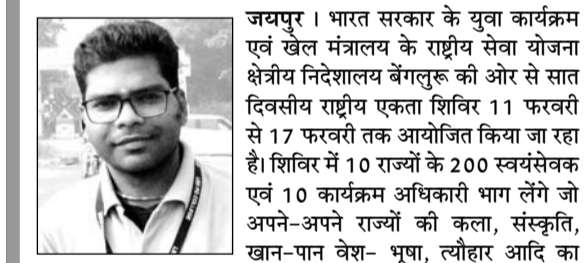 जयपुर । भारत सरकार के युवा कार्यक्रम
एवं खेल मंत्रालय के राष्ट्रीय सेवा योजना
क्षेत्रीय निदेशालय बेंगलुरू की ओर से सात
दिवसीय राष्ट्रीय एकता शिविर 11 फरवरी
से 17 फरवरी तक आयोजित किया जा रहा
है। शिविर में 10 राज्यों के 200 स्वयंसेवक
एवं 10 कार्यक्रम अधिकारी भाग लेंगे जो
अपने-अपने राज्यों की कला, संस्कृति,
खान-पान वेश- भूषा, त्यौहार आदि का